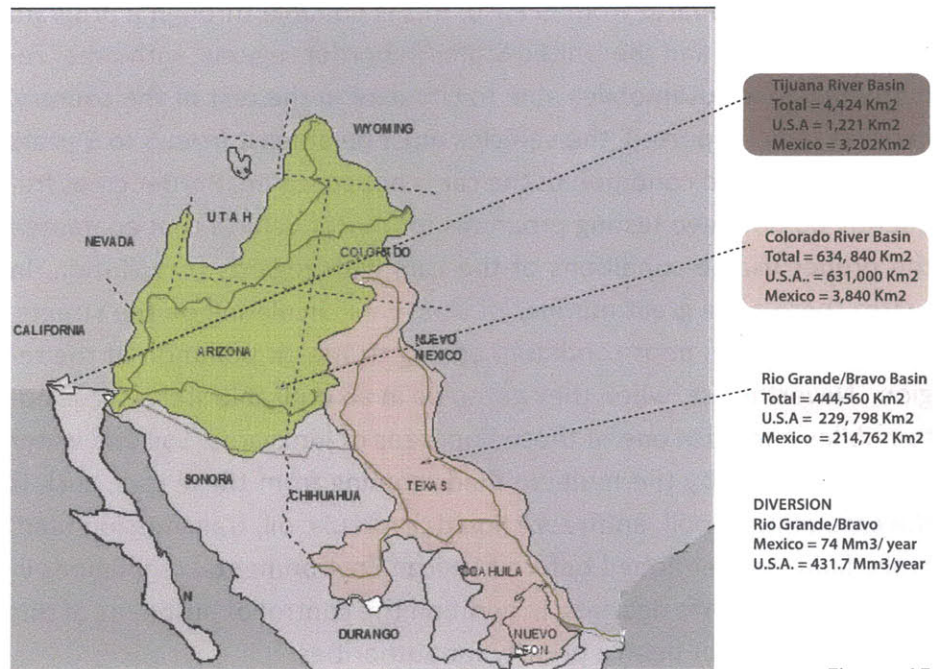 WYOMING
UTAH
NEVADA
COLORADO
CALIFORNIA
ARIZONA
NUEVO
MEXICO
SONORA
CHIHUAHUA
TEXAS
COAHUILA
N
DURANGO
NUEVO
LEON
Tijuana River Basin
Total = 4,424 Km2
U.S.A = 1,221 Km2
Mexico = 3,202Km2
Colorado River Basin
Total = 634, 840 Km2
U.S.A.. = 631,000 Km2
Mexico = 3,840 Km2
Rio Grande/Bravo Basin
Total = 444,560 Km2
U.S.A = 229,798 Km2
Mexico = 214,762 Km2
DIVERSION
Rio Grande/Bravo
Mexico = 74 Mm3/ year
U.S.A. = 431.7 Mm3/year